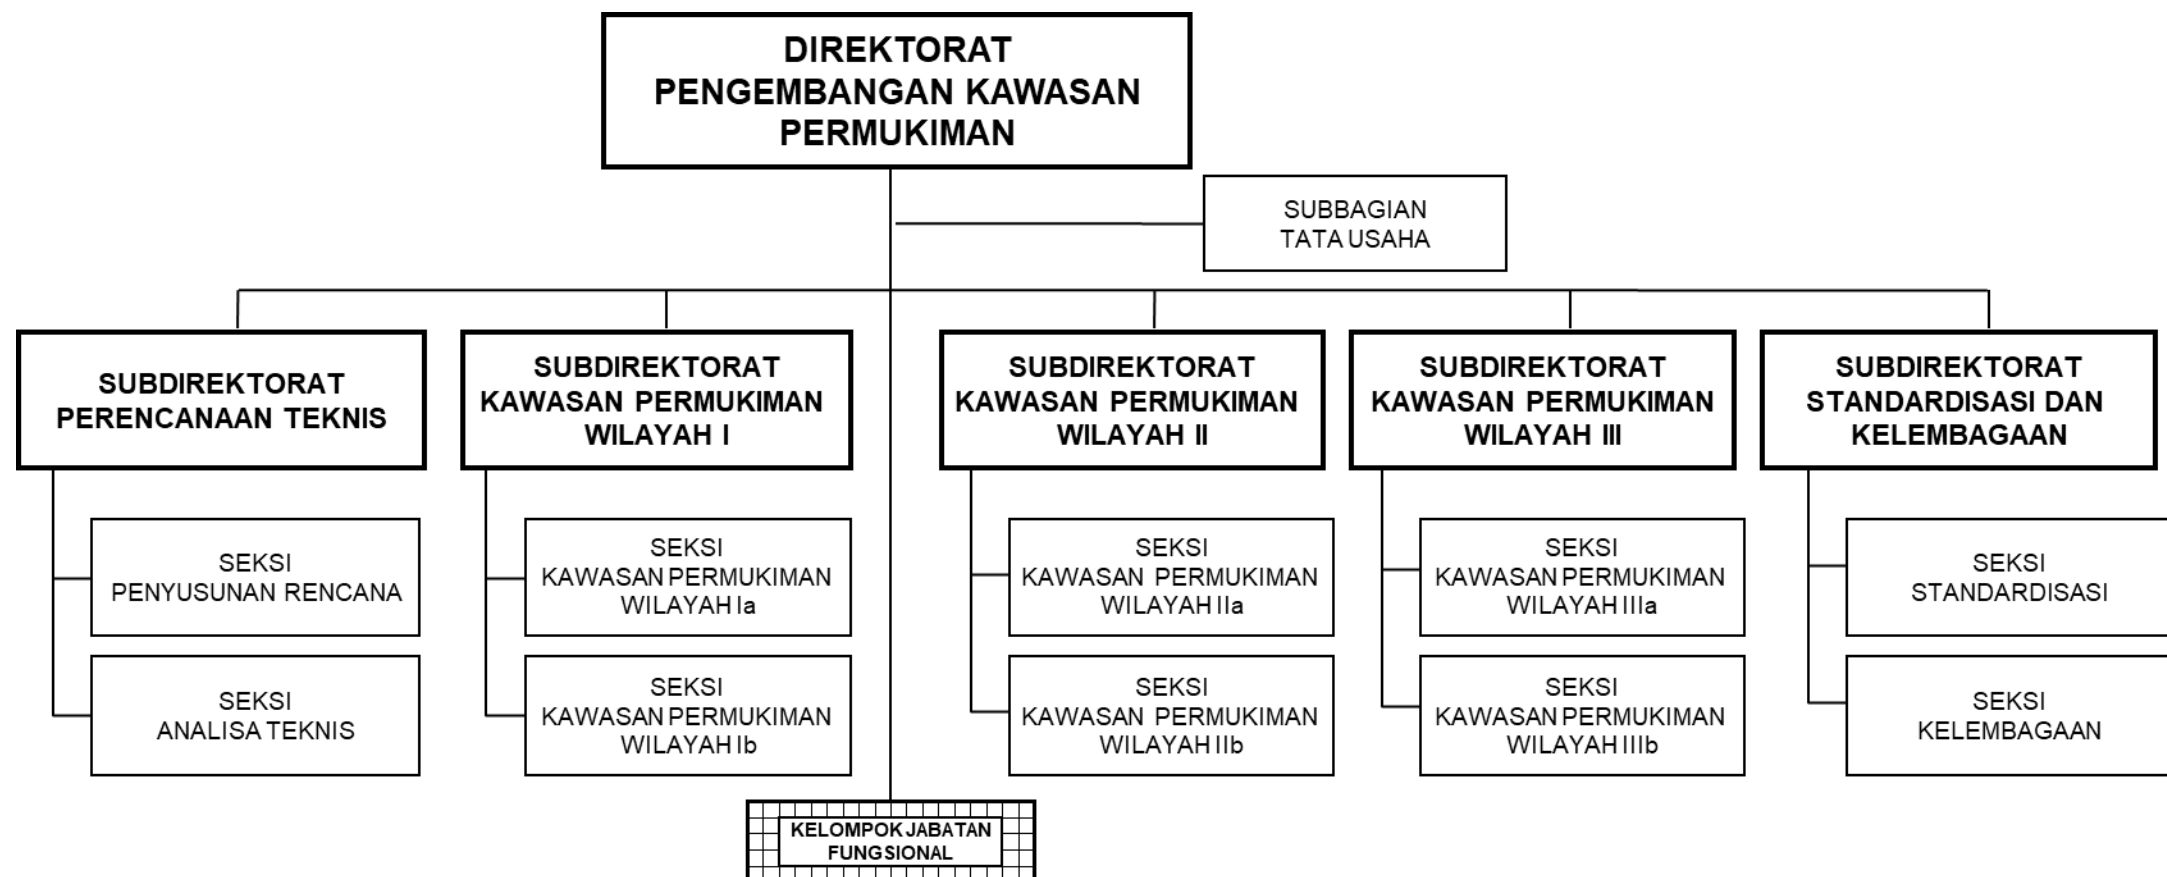 DIREKTORAT
PENGEMBANGAN KAWASAN
PERMUKIMAN
SUBBAGIAN
TATA USAHA
SUBDIREKTORAT
PERENCANAAN TEKNIS
SUBDIREKTORAT
KAWASAN PERMUKIMAN
WILAYAH I
SUBDIREKTORAT
KAWASAN PERMUKIMAN
WILAYAH II
SUBDIREKTORAT
KAWASAN PERMUKIMAN
WILAYAH III
SUBDIREKTORAT
STANDARDISASI DAN
KELEMBAGAAN
SEKSI
PENYUSUNAN RENCANA
SEKSI
KAWASAN PERMUKIMAN
WILAYAH Ia
SEKSI
KAWASAN PERMUKIMAN
WILAYAH IIa
SEKSI
KAWASAN PERMUKIMAN
WILAYAH IIIa
SEKSI
STANDARDISASI
SEKSI
ANALISA TEKNIS
SEKSI
KAWASAN PERMUKIMAN
WILAYAH Ib
SEKSI
KAWASAN PERMUKIMAN
WILAYAH IIb
SEKSI
KAWASAN PERMUKIMAN
WILAYAH IIIb
SEKSI
KELEMBAGAAN
KELOMPOK JABATAN
FUNGSIONAL